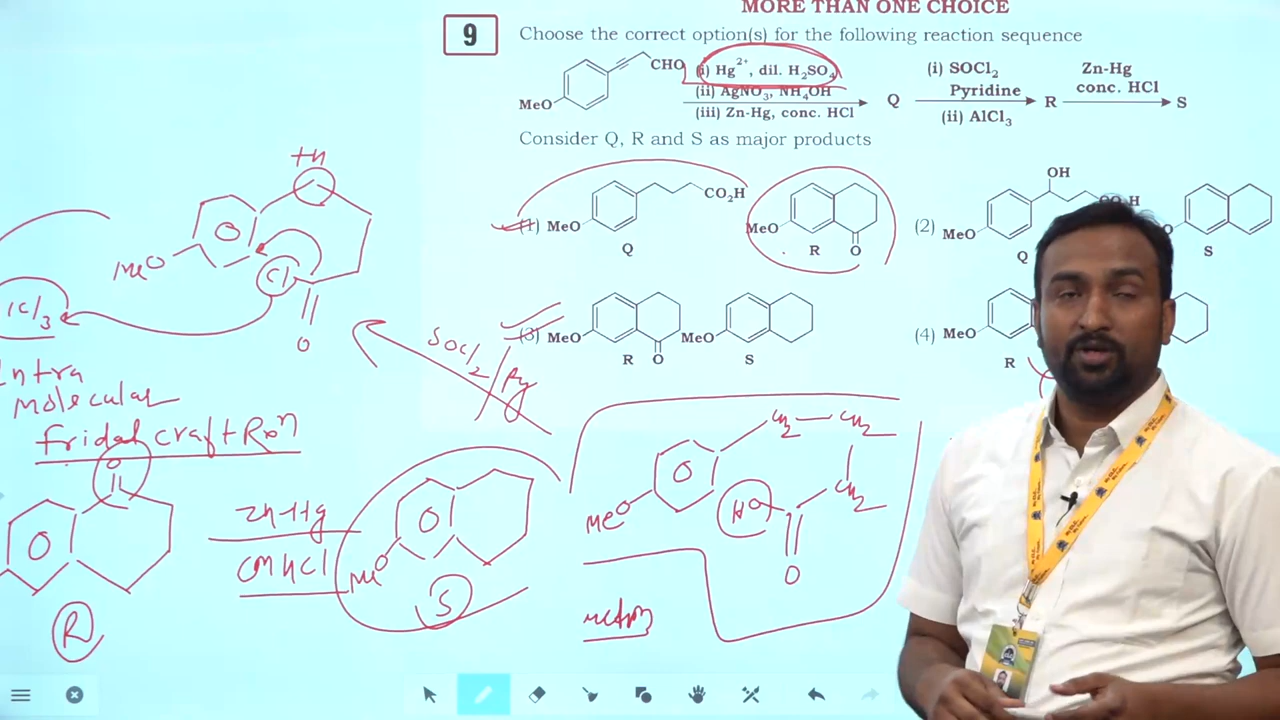 MORE THAN ONE CHOICE
9
Choose the correct option(s) for the following reaction sequence
CHO
MeO
(i) Hg²⁺, dil. H₂SO₄
(ii) AgNO₃, NH₄OH
(iii) Zn-Hg, conc. HCl
Q
(i) SOCl₂
Pyridine
(ii) AlCl₃
R
Zn-Hg
conc. HCl
S
Consider Q, R and S as major products
(1) MeO
CO₂H
Q
MeO
R
O
(2) MeO
OH
Q
S
(3) MeO
R
O
MeO
S
(4) MeO
R
MeO
Cl
O
lCl₃
SOCl₂/Py
Intra
molecular
fridal craft Rxn
O
R
Zn-Hg
MeO
S
CH₂
CH₂
CH₂
MeO
HO
O